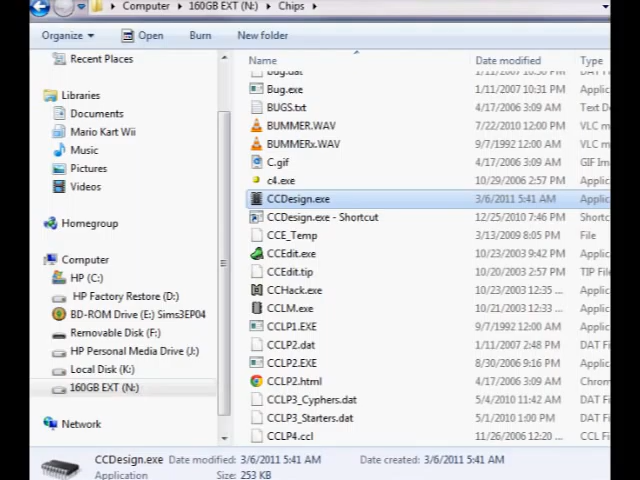 Computer ▸ 160GB EXT (N:) ▸ Chips ▸
Organize ▾ Open Burn New folder
Name Date modified Type
Recent Places
Libraries
Documents
Mario Kart Wii
Music
Pictures
Videos
Homegroup
Computer
HP (C:)
HP Factory Restore (D:)
BD-ROM Drive (E:) Sims3EP04
Removable Disk (F:)
HP Personal Media Drive (J:)
Local Disk (K:)
160GB EXT (N:)
Network
Bug.dat 1/11/2007 10:30 PM DAT Fi
Bug.exe 1/11/2007 10:31 PM Applic
BUGS.txt 4/17/2006 3:09 AM Text D
BUMMER.WAV 7/22/2010 12:00 PM VLC m
BUMMERx.WAV 9/7/1992 12:00 AM VLC m
C.gif 4/17/2006 3:09 AM GIF Im
c4.exe 10/29/2006 2:57 PM Applic
CCDesign.exe 3/6/2011 5:41 AM Applic
CCDesign.exe - Shortcut 12/25/2010 7:46 PM Shortc
CCE_Temp 3/13/2009 8:05 PM File
CCEdit.exe 10/23/2003 9:42 PM Applic
CCEdit.tip 10/20/2003 2:57 PM TIP Fi
CCHack.exe 10/23/2003 12:35 ... Applic
CCLM.exe 10/21/2003 12:33 ... Applic
CCLP1.EXE 9/7/1992 12:00 AM Applic
CCLP2.dat 1/11/2007 2:48 PM DAT Fi
CCLP2.EXE 8/30/2006 9:16 PM Applic
CCLP2.html 4/17/2006 3:09 AM Chrom
CCLP3_Cyphers.dat 5/4/2010 11:42 AM DAT Fi
CCLP3_Starters.dat 5/1/2010 1:00 PM DAT Fi
CCLP4.ccl 11/26/2006 12:20 ... CCL Fi
CCDesign.exe Date modified: 3/6/2011 5:41 AM Date created: 3/6/2011 5:41 AM
Application Size: 253 KB